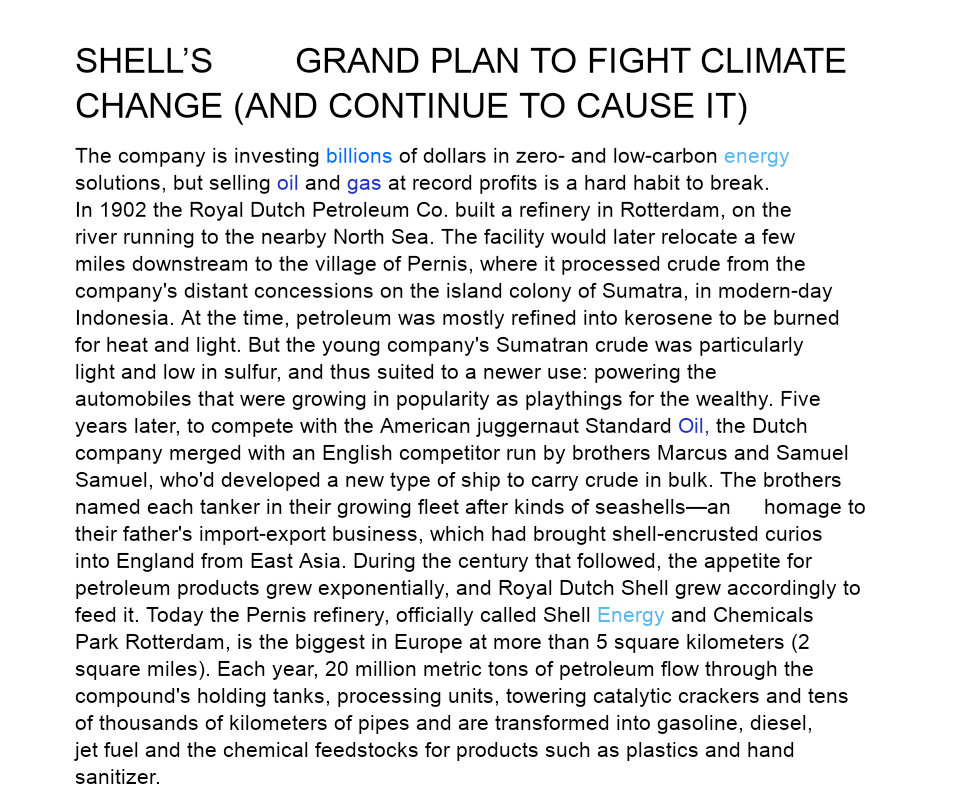 SHELL’S GRAND PLAN TO FIGHT CLIMATE
CHANGE (AND CONTINUE TO CAUSE IT)
The company is investing billions of dollars in zero- and low-carbon energy
solutions, but selling oil and gas at record profits is a hard habit to break.
In 1902 the Royal Dutch Petroleum Co. built a refinery in Rotterdam, on the
river running to the nearby North Sea. The facility would later relocate a few
miles downstream to the village of Pernis, where it processed crude from the
company's distant concessions on the island colony of Sumatra, in modern-day
Indonesia. At the time, petroleum was mostly refined into kerosene to be burned
for heat and light. But the young company's Sumatran crude was particularly
light and low in sulfur, and thus suited to a newer use: powering the
automobiles that were growing in popularity as playthings for the wealthy. Five
years later, to compete with the American juggernaut Standard Oil, the Dutch
company merged with an English competitor run by brothers Marcus and Samuel
Samuel, who'd developed a new type of ship to carry crude in bulk. The brothers
named each tanker in their growing fleet after kinds of seashells—an homage to
their father's import-export business, which had brought shell-encrusted curios
into England from East Asia. During the century that followed, the appetite for
petroleum products grew exponentially, and Royal Dutch Shell grew accordingly to
feed it. Today the Pernis refinery, officially called Shell Energy and Chemicals
Park Rotterdam, is the biggest in Europe at more than 5 square kilometers (2
square miles). Each year, 20 million metric tons of petroleum flow through the
compound's holding tanks, processing units, towering catalytic crackers and tens
of thousands of kilometers of pipes and are transformed into gasoline, diesel,
jet fuel and the chemical feedstocks for products such as plastics and hand
sanitizer.